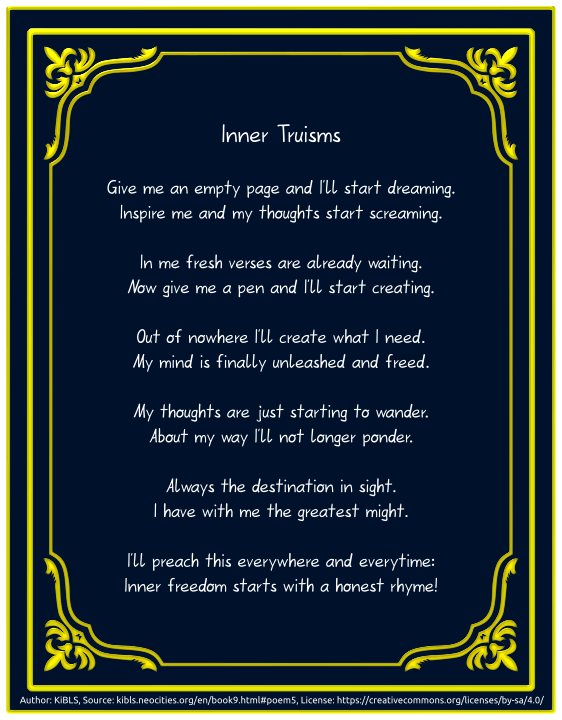 Inner Truisms
Give me an empty page and I'll start dreaming.
Inspire me and my thoughts start screaming.
In me fresh verses are already waiting.
Now give me a pen and I'll start creating.
Out of nowhere I'll create what I need.
My mind is finally unleashed and freed.
My thoughts are just starting to wander.
About my way I'll not longer ponder.
Always the destination in sight.
I have with me the greatest might.
I'll preach this everywhere and everytime:
Inner freedom starts with a honest rhyme!
Author: KiBLS, Source: kibls.neocities.org/en/book9.html#poem5, License: https://creativecommons.org/licenses/by-sa/4.0/